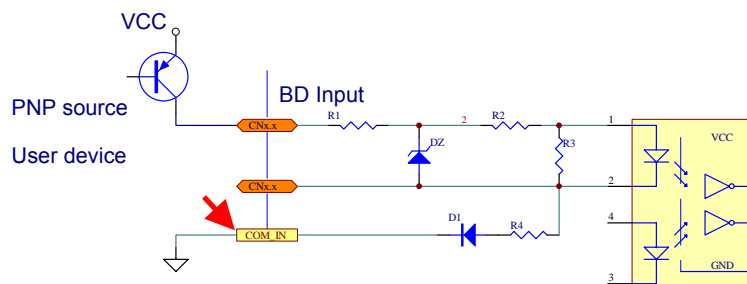 VCC
PNP source
User device
BD Input
CNx.x
R1
2
R2
1
DZ
R3
VCC
CNx.x
2
D1
R4
4
COM_IN
GND
3